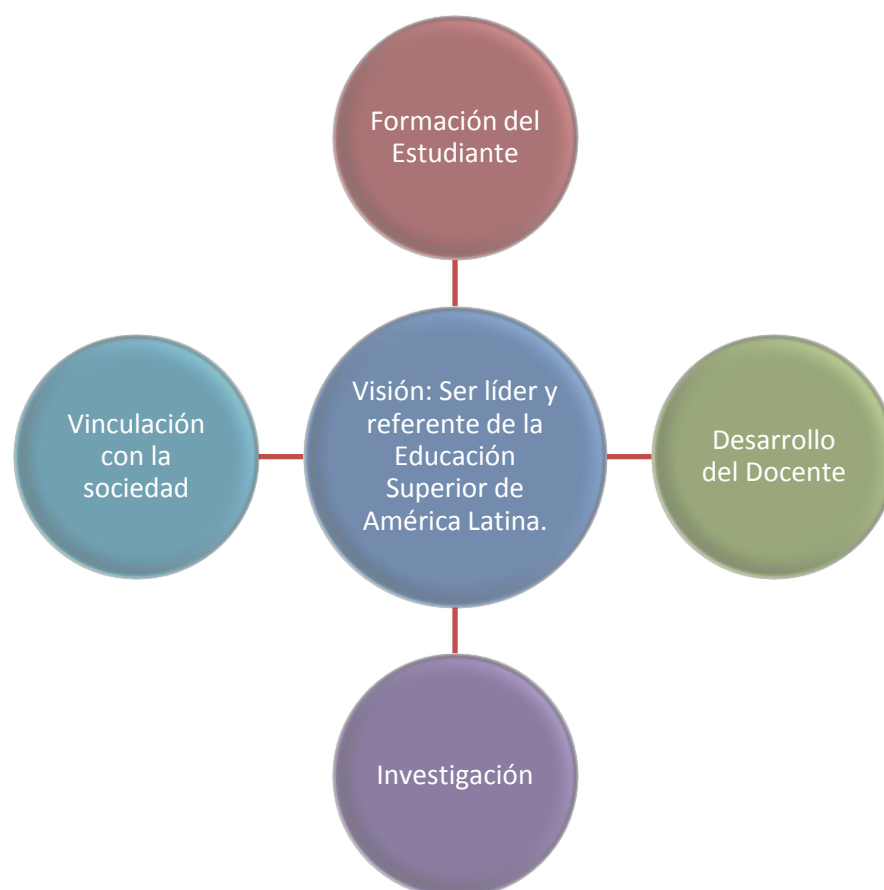 Formación del
Estudiante
Vinculación
con la
sociedad
Visión: Ser líder y
referente de la
Educación
Superior de
América Latina.
Desarrollo
del Docente
Investigación